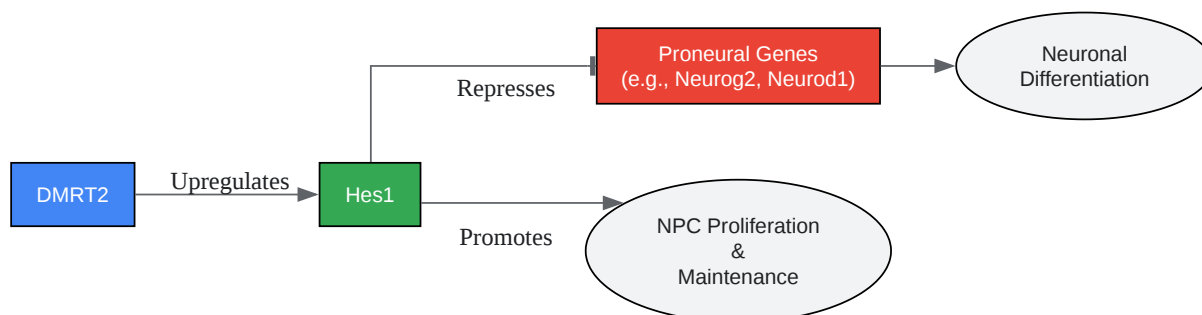 Proneural Genes
(e.g., Neurog2, Neurod1)
Neuronal
Differentiation
Represses
DMRT2
Upregulates
Hes1
Promotes
NPC Proliferation
&
Maintenance